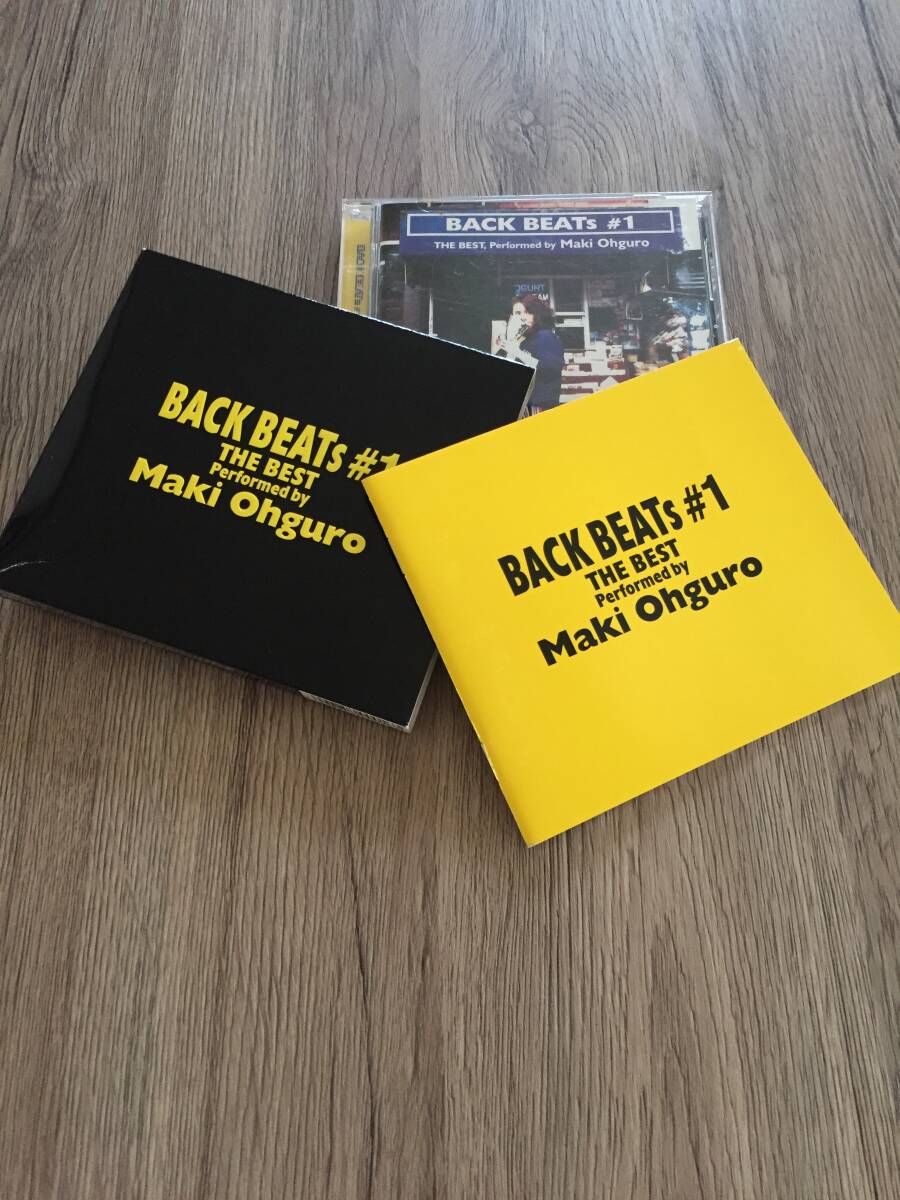 BACK BEATs #1
THE BEST, Performed by Maki Ohguro
BACK BEATs #1
THE BEST
Performed by
Maki Ohguro
BACK BEATs #1
THE BEST
Performed by
Maki Ohguro